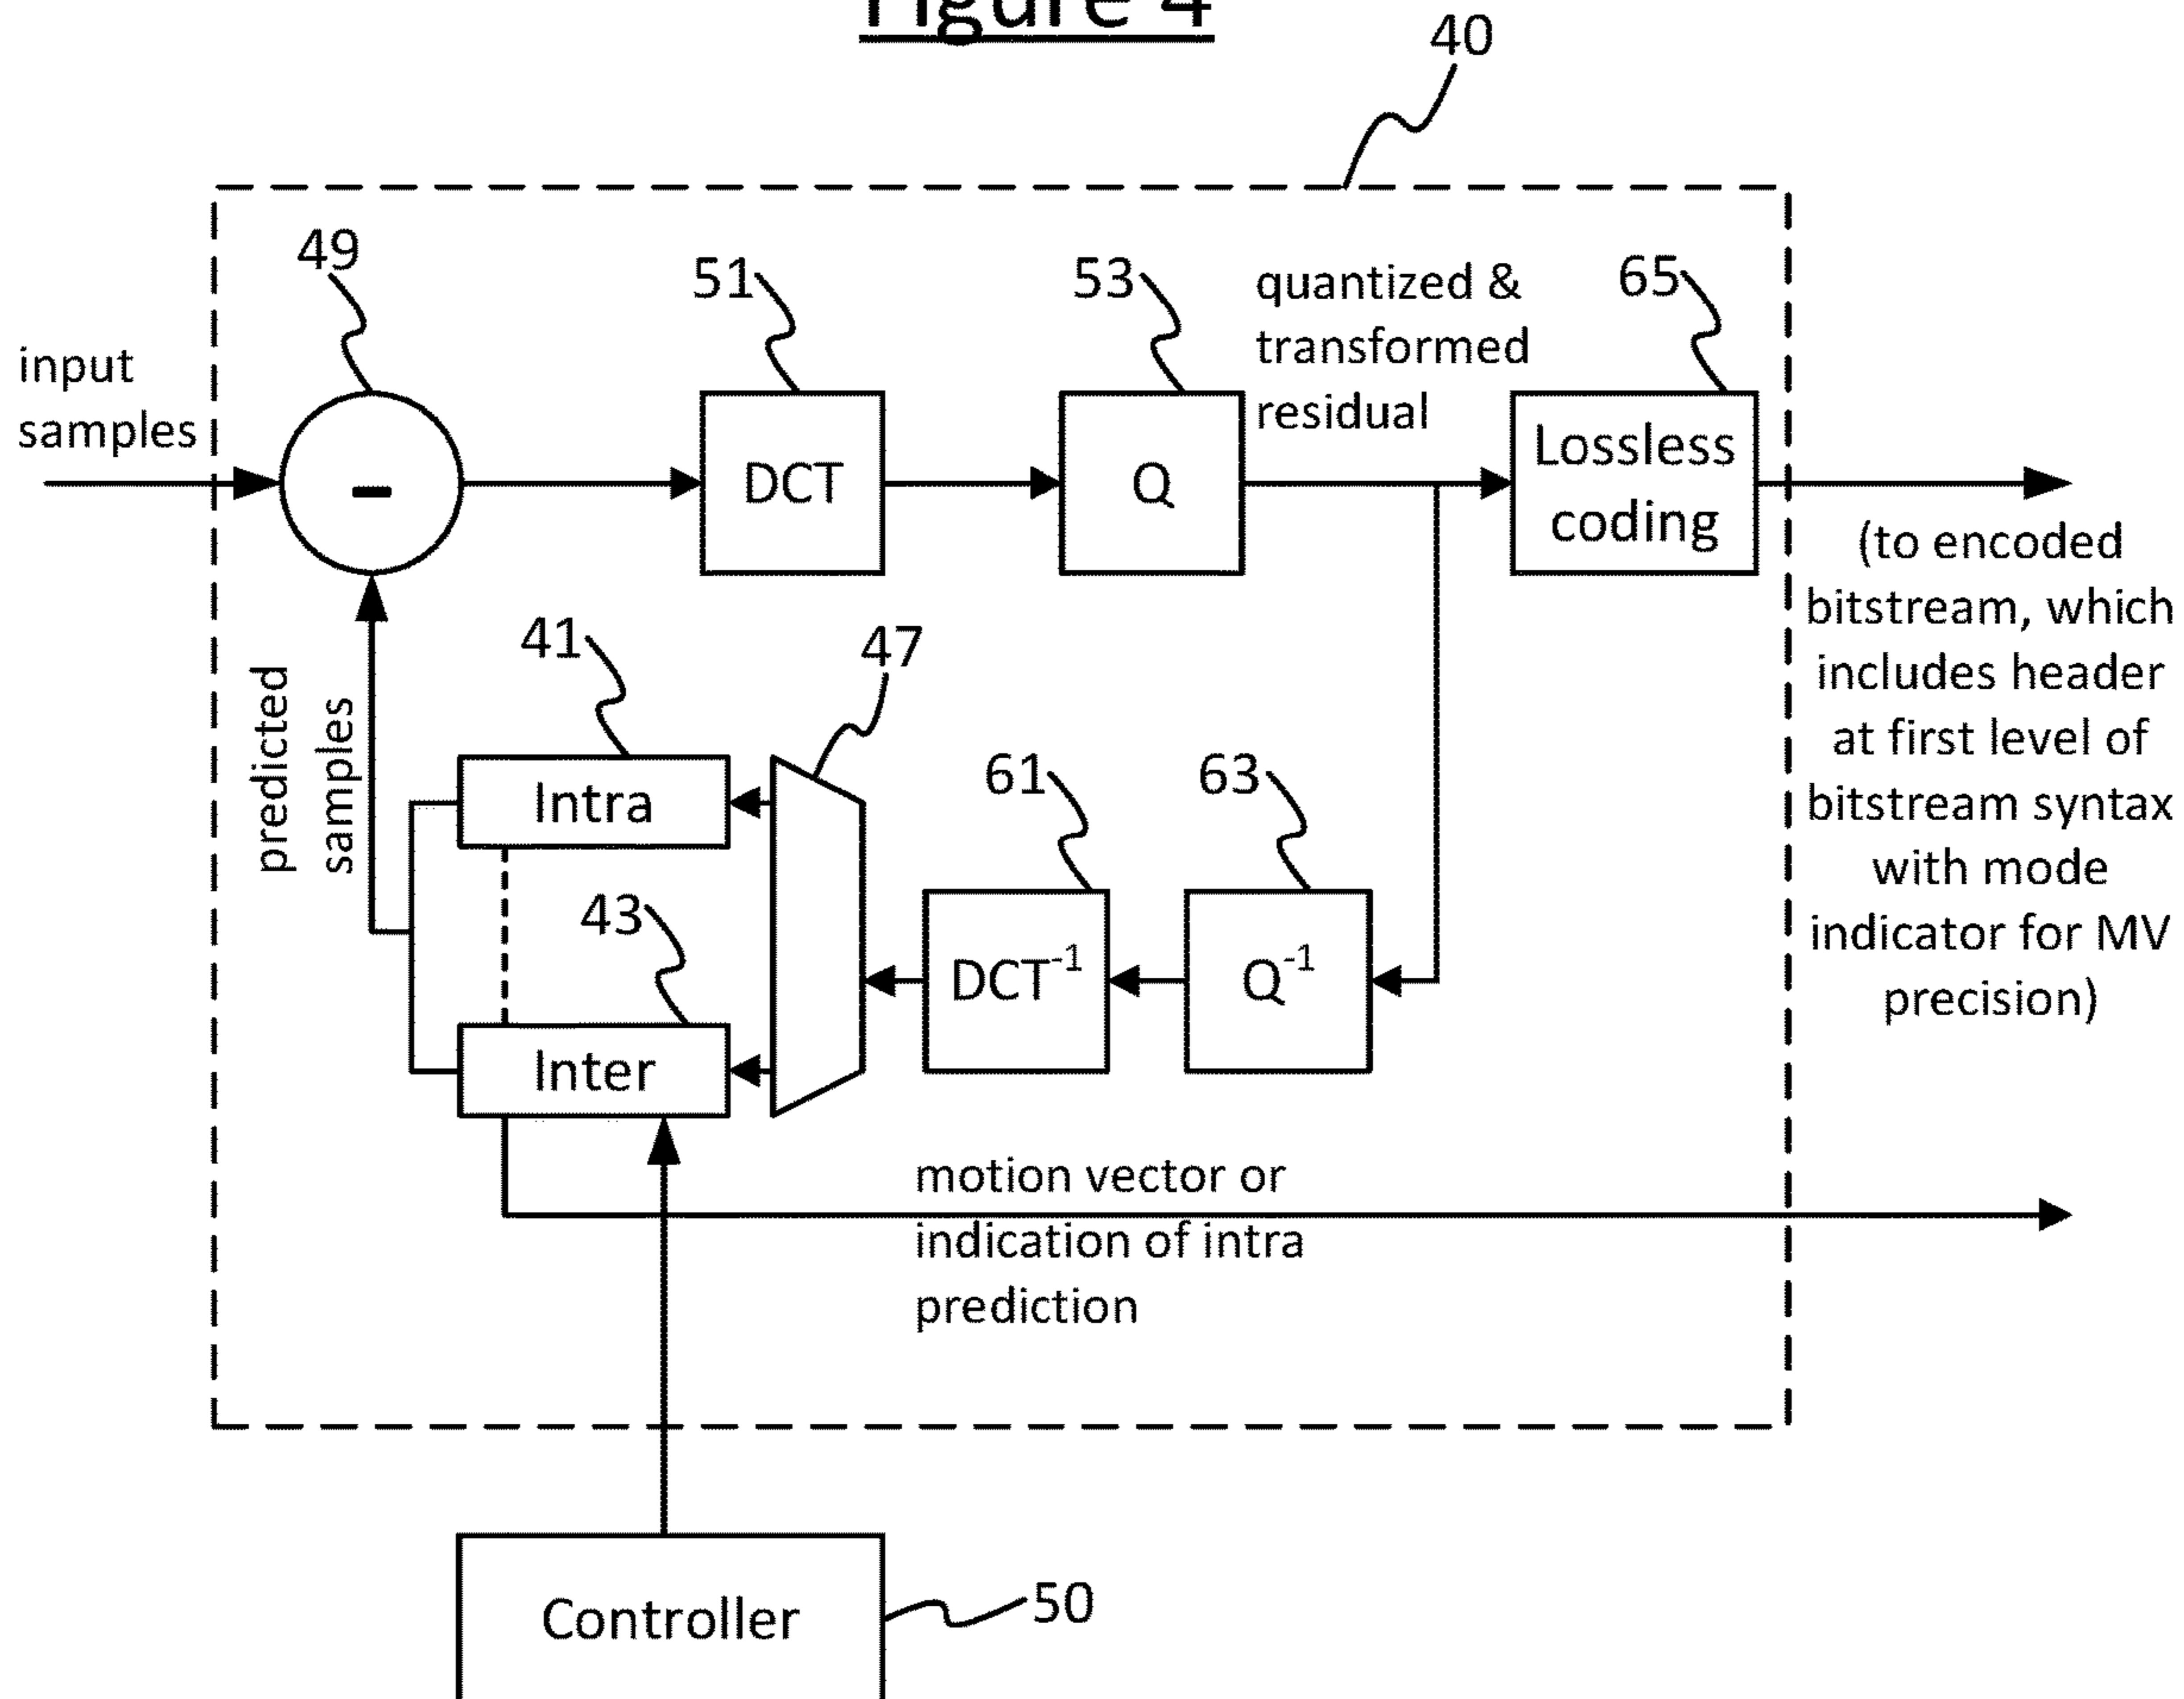 Figure 4
40
49
51
53
quantized &
transformed
residual
65
input
samples
-
DCT
Q
Lossless
coding
(to encoded
bitstream, which
includes header
at first level of
bitstream syntax
with mode
indicator for MV
precision)
predicted
samples
41
47
Intra
61
63
43
DCT-1
Q-1
Inter
motion vector or
indication of intra
prediction
Controller
50